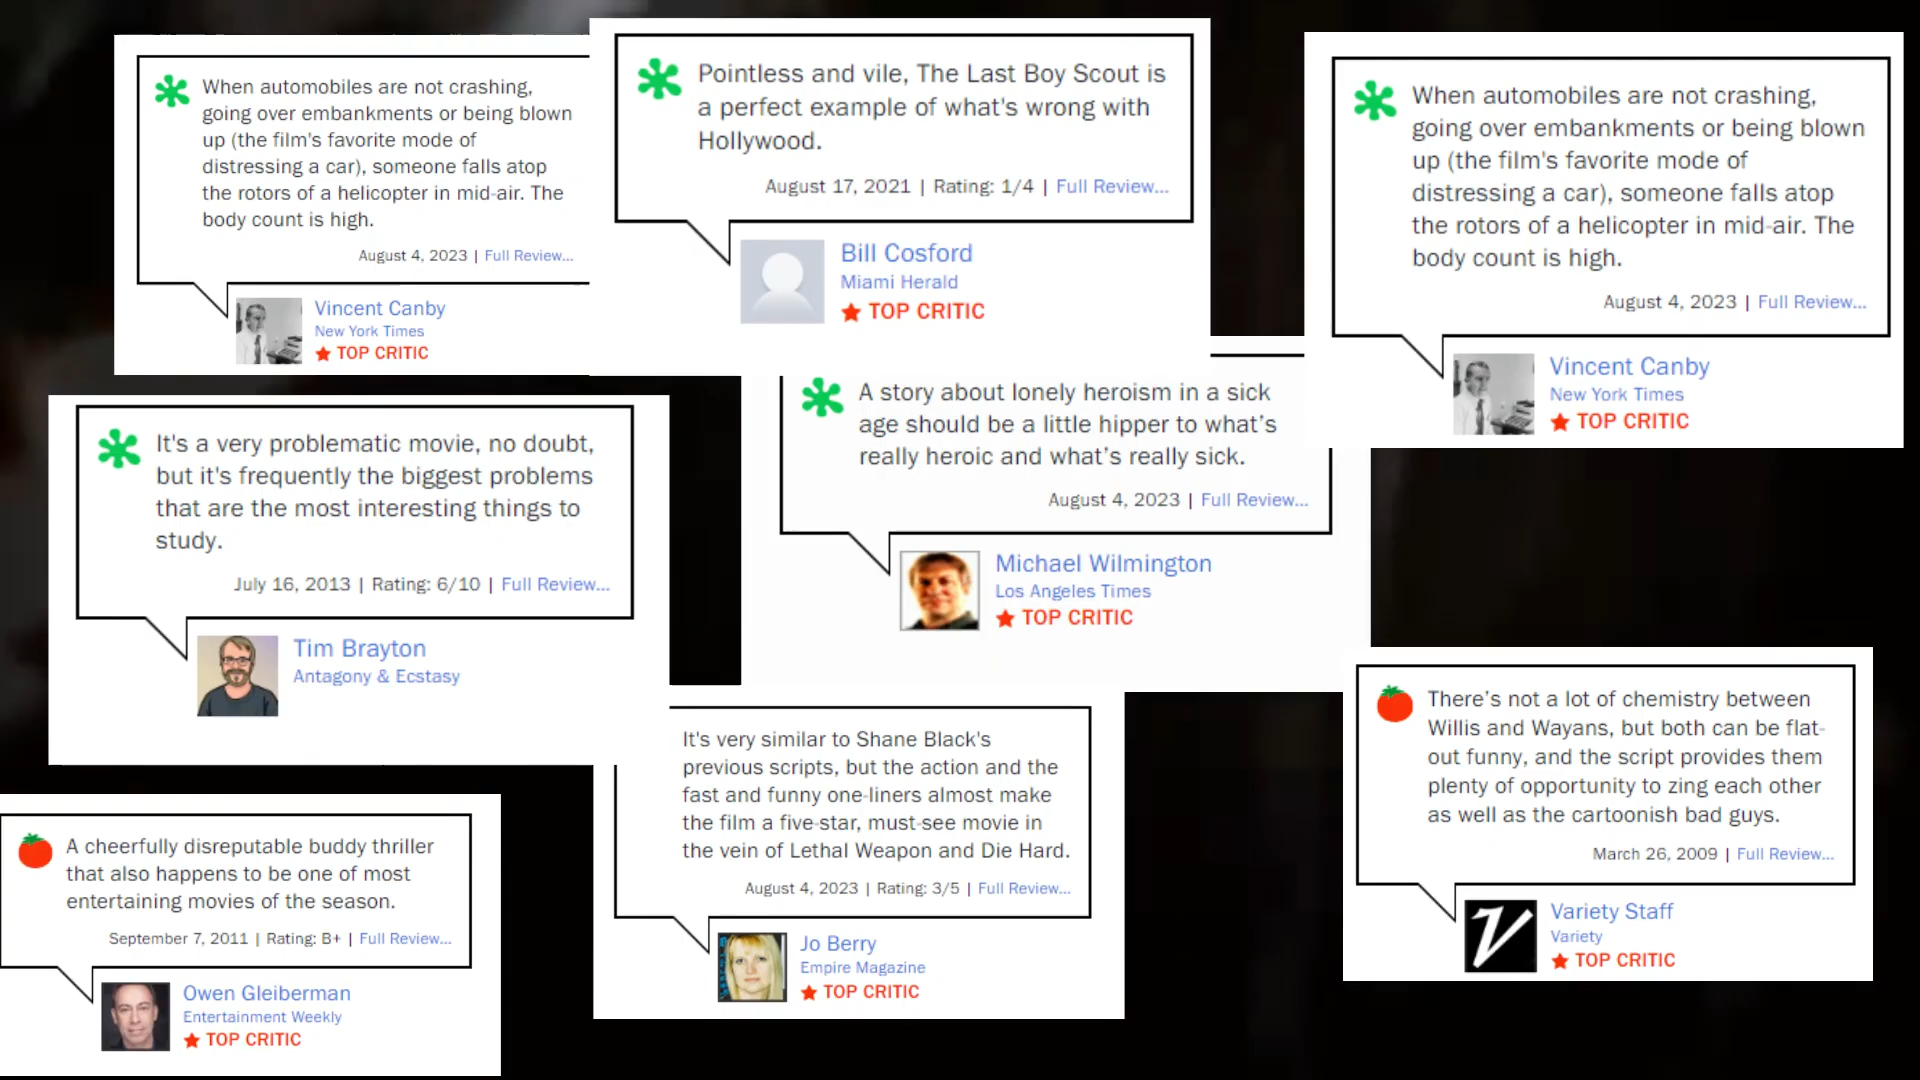 When automobiles are not crashing,
going over embankments or being blown
up (the film's favorite mode of
distressing a car), someone falls atop
the rotors of a helicopter in mid-air. The
body count is high.
August 4, 2023 | Full Review...
Vincent Canby
New York Times
TOP CRITIC
Pointless and vile, The Last Boy Scout is
a perfect example of what's wrong with
Hollywood.
August 17, 2021 | Rating: 1/4 | Full Review...
Bill Cosford
Miami Herald
TOP CRITIC
When automobiles are not crashing,
going over embankments or being blown
up (the film's favorite mode of
distressing a car), someone falls atop
the rotors of a helicopter in mid-air. The
body count is high.
August 4, 2023 | Full Review...
Vincent Canby
New York Times
TOP CRITIC
It's a very problematic movie, no doubt,
but it's frequently the biggest problems
that are the most interesting things to
study.
July 16, 2013 | Rating: 6/10 | Full Review...
Tim Brayton
Antagony & Ecstasy
A story about lonely heroism in a sick
age should be a little hipper to what’s
really heroic and what’s really sick.
August 4, 2023 | Full Review...
Michael Wilmington
Los Angeles Times
TOP CRITIC
A cheerfully disreputable buddy thriller
that also happens to be one of most
entertaining movies of the season.
September 7, 2011 | Rating: B+ | Full Review...
Owen Gleiberman
Entertainment Weekly
TOP CRITIC
It's very similar to Shane Black's
previous scripts, but the action and the
fast and funny one-liners almost make
the film a five-star, must-see movie in
the vein of Lethal Weapon and Die Hard.
August 4, 2023 | Rating: 3/5 | Full Review...
Jo Berry
Empire Magazine
TOP CRITIC
There’s not a lot of chemistry between
Willis and Wayans, but both can be flat-
out funny, and the script provides them
plenty of opportunity to zing each other
as well as the cartoonish bad guys.
March 26, 2009 | Full Review...
Variety Staff
Variety
TOP CRITIC